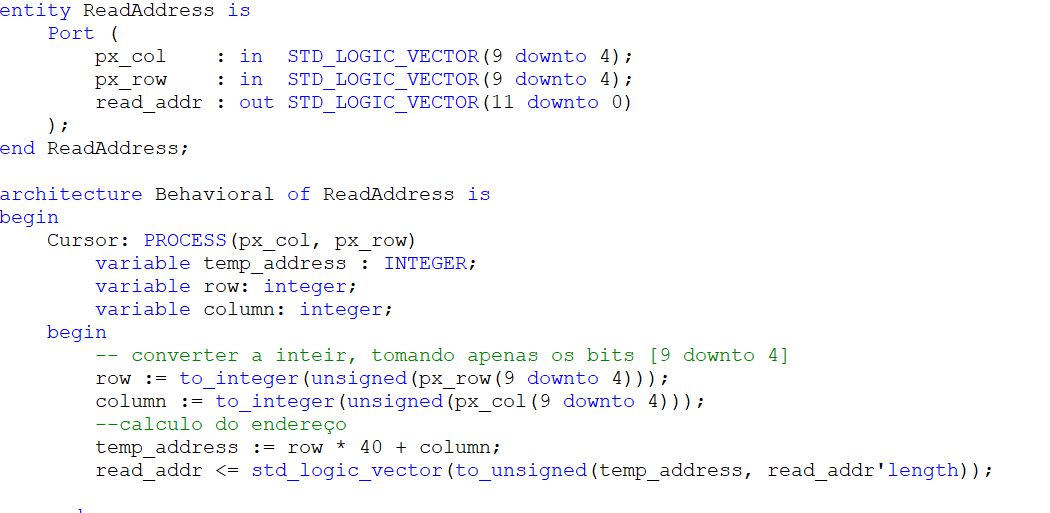 entity ReadAddress is
    Port (
        px_col    : in  STD_LOGIC_VECTOR(9 downto 4);
        px_row    : in  STD_LOGIC_VECTOR(9 downto 4);
        read_addr : out STD_LOGIC_VECTOR(11 downto 0)
    );
end ReadAddress;
architecture Behavioral of ReadAddress is
begin
    Cursor: PROCESS(px_col, px_row)
        variable temp_address : INTEGER;
        variable row: integer;
        variable column: integer;
    begin
        -- converter a inteir, tomando apenas os bits [9 downto 4]
        row := to_integer(unsigned(px_row(9 downto 4)));
        column := to_integer(unsigned(px_col(9 downto 4)));
        --calculo do endereço
        temp_address := row * 40 + column;
        read_addr <= std_logic_vector(to_unsigned(temp_address, read_addr'length));